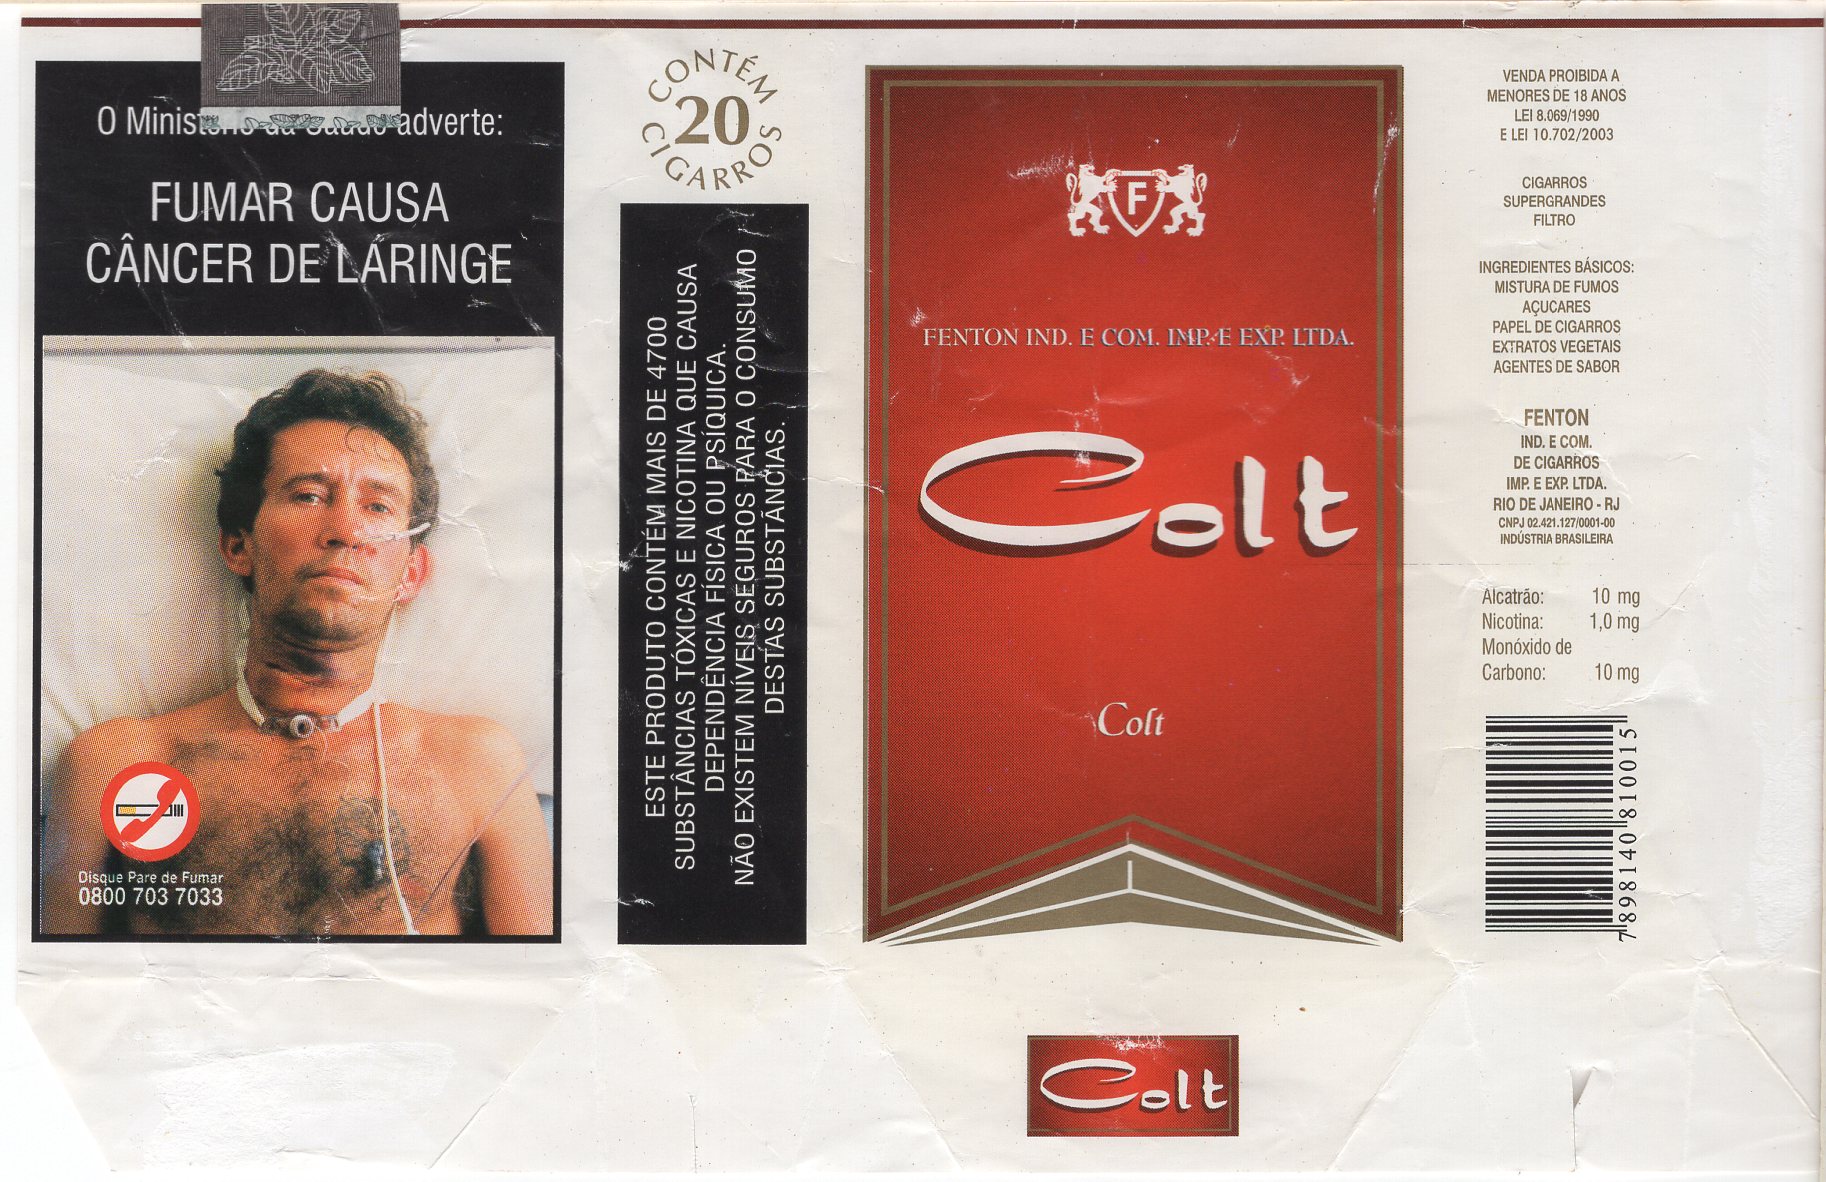 O Ministério da Saúde adverte:
FUMAR CAUSA
CÂNCER DE LARINGE
Disque Pare de Fumar
0800 703 7033
CONTÉM
20
CIGARROS
ESTE PRODUTO CONTÉM MAIS DE 4700
SUBSTÂNCIAS TÓXICAS E NICOTINA QUE CAUSA
DEPENDÊNCIA FÍSICA OU PSÍQUICA.
NÃO EXISTEM NÍVEIS SEGUROS PARA O CONSUMO
DESTAS SUBSTÃNCIAS.
F
FENTON IND. E COM. IMP. E EXP. LTDA.
Colt
Colt
Colt
VENDA PROIBIDA A
MENORES DE 18 ANOS
LEI 8.069/1990
E LEI 10.702/2003
CIGARROS
SUPERGRANDES
FILTRO
INGREDIENTES BÁSICOS:
MISTURA DE FUMOS
AÇUCARES
PAPEL DE CIGARROS
EXTRATOS VEGETAIS
AGENTES DE SABOR
FENTON
IND. E COM.
DE CIGARROS
IMP. E EXP. LTDA.
RIO DE JANEIRO - RJ
CNPJ 02.421.127/0001-00
INDÚSTRIA BRASILEIRA
Alcatrão: 10 mg
Nicotina: 1,0 mg
Monóxido de
Carbono: 10 mg
7898140810015